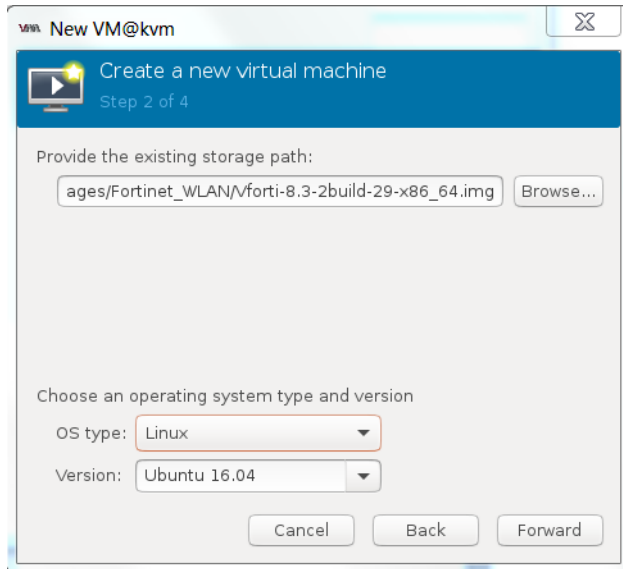 New VM@kvm
Create a new virtual machine
Step 2 of 4
Provide the existing storage path:
ages/Fortinet_WLAN/Vforti-8.3-2build-29-x86_64.img Browse...
Choose an operating system type and version
OS type: Linux
Version: Ubuntu 16.04
Cancel Back Forward